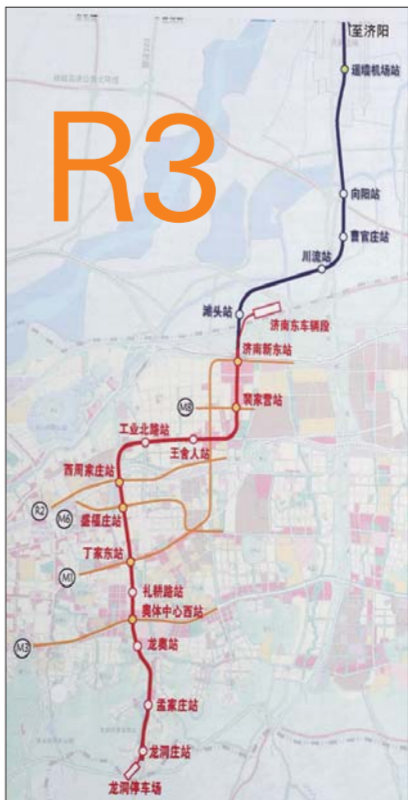 至济阳
遥墙机场站
R3
向阳站
曹官庄站
川流站
滩头站
济南东车辆段
济南新东站
M8
裴家营站
工业北路站
王舍人站
西周家庄站
R2
M6
盛福庄站
丁家东站
M1
礼耕路站
奥体中心西站
M3
龙奥站
孟家庄站
龙洞庄站
龙洞停车场